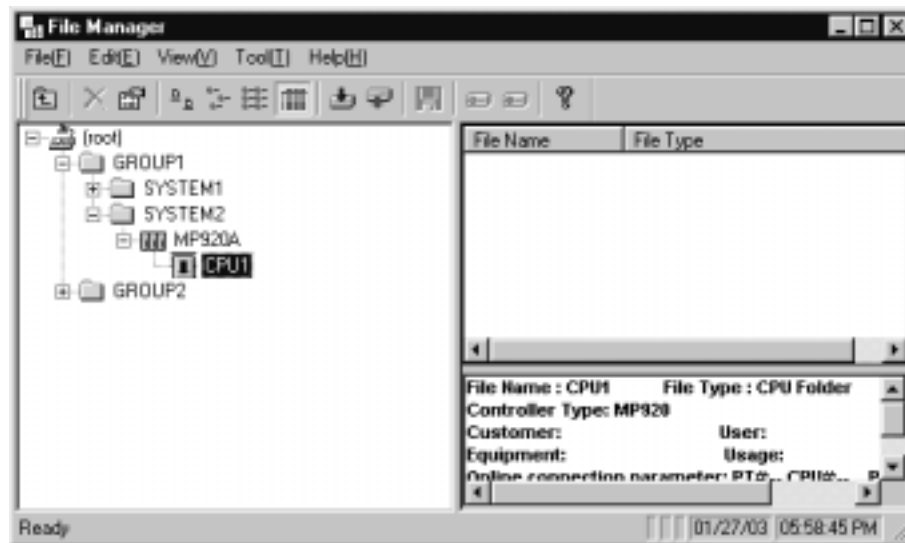 File Manager
File(F) Edit(E) View(V) Tool(T) Help(H)
(root)
GROUP1
SYSTEM1
SYSTEM2
MP920A
CPU1
GROUP2
File Name File Type
File Name : CPU1 File Type : CPU Folder
Controller Type: MP920
Customer: User:
Equipment: Usage:
Online connection parameter: PT#:-, CPU#:-, P
Ready 01/27/03 05:58:45 PM